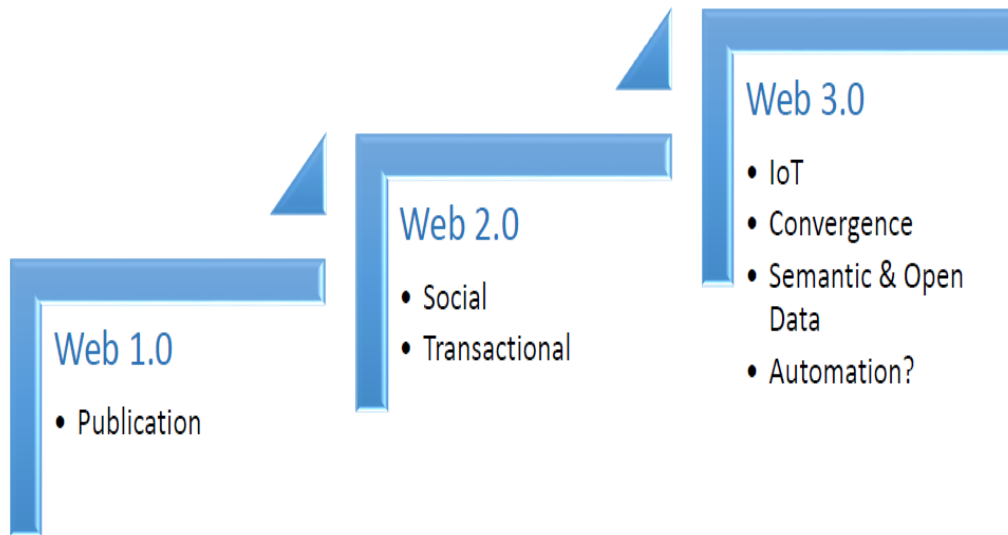 Web 1.0
• Publication
Web 2.0
• Social
• Transactional
Web 3.0
• IoT
• Convergence
• Semantic & Open
Data
• Automation?